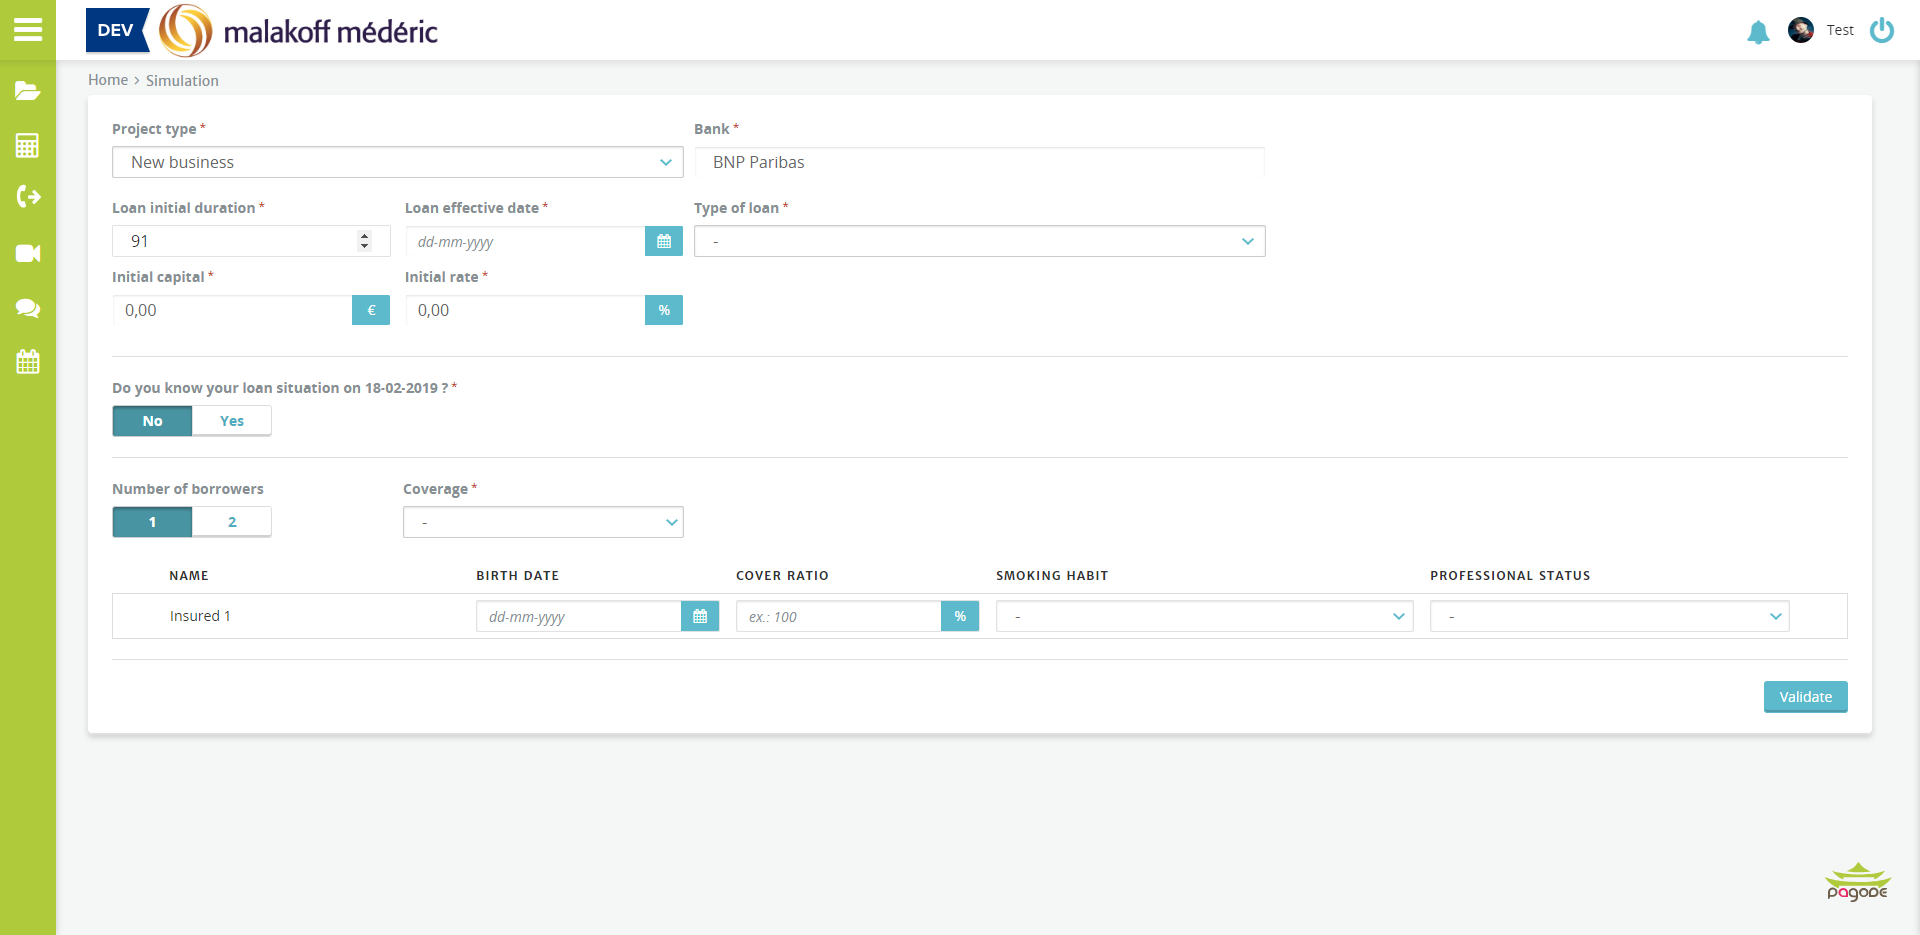 DEV malakoff médéric Test
Home > Simulation
Project type * Bank *
New business BNP Paribas
Loan initial duration * Loan effective date * Type of loan *
91 dd-mm-yyyy -
Initial capital * Initial rate *
0,00 € 0,00 %
Do you know your loan situation on 18-02-2019 ? *
No Yes
Number of borrowers Coverage *
1 2 -
NAME BIRTH DATE COVER RATIO SMOKING HABIT PROFESSIONAL STATUS
Insured 1 dd-mm-yyyy ex.: 100 % - -
Validate
PAGODE